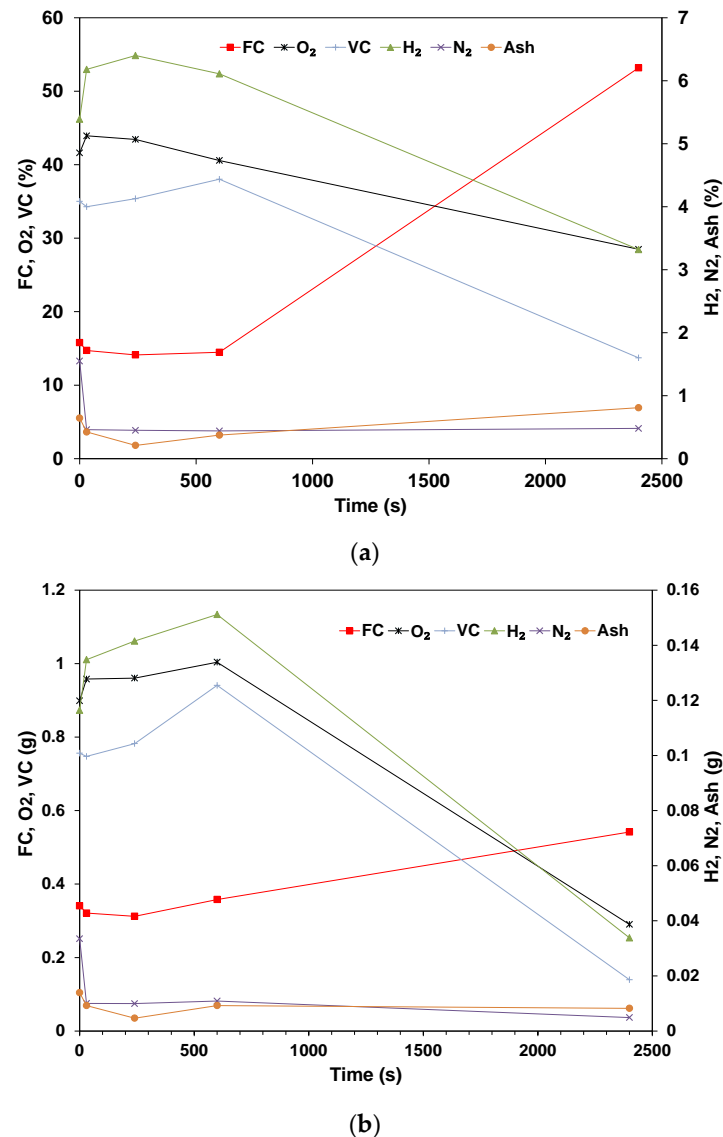 60
50
40
30
20
10
0
FC, O2, VC (%)
FC O₂ VC H₂ N₂ Ash
7
6
5
4
3
2
1
0
H2, N2, Ash (%)
0 500 1000 1500 2000 2500
Time (s)
(a)
1.2
1
0.8
0.6
0.4
0.2
0
FC, O2, VC (g)
FC O₂ VC H₂ N₂ Ash
0.16
0.14
0.12
0.1
0.08
0.06
0.04
0.02
0
H2, N2, Ash (g)
0 500 1000 1500 2000 2500
Time (s)
(b)